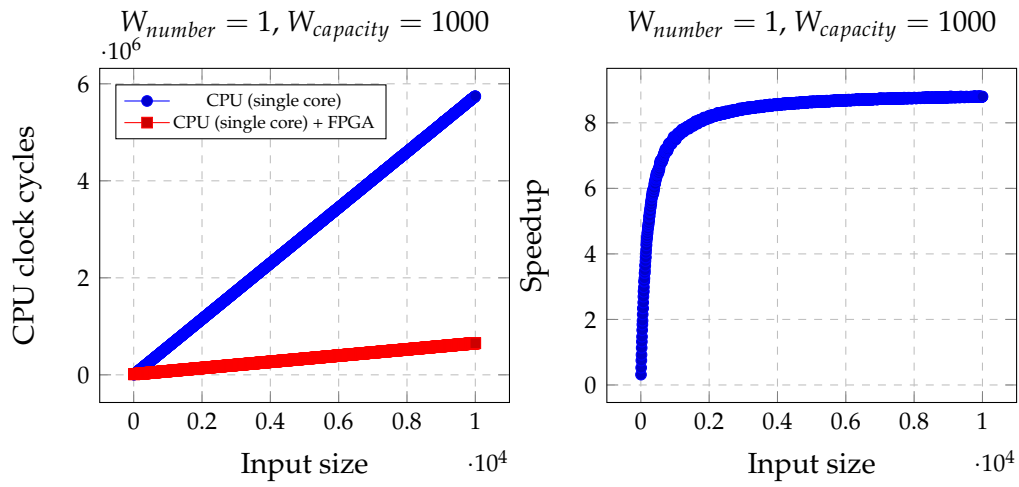 W_number = 1, W_capacity = 1000
·10^6
CPU clock cycles
6
4
2
0
CPU (single core)
CPU (single core) + FPGA
0 0.2 0.4 0.6 0.8 1
Input size
·10^4
W_number = 1, W_capacity = 1000
Speedup
8
6
4
2
0
0 0.2 0.4 0.6 0.8 1
Input size
·10^4